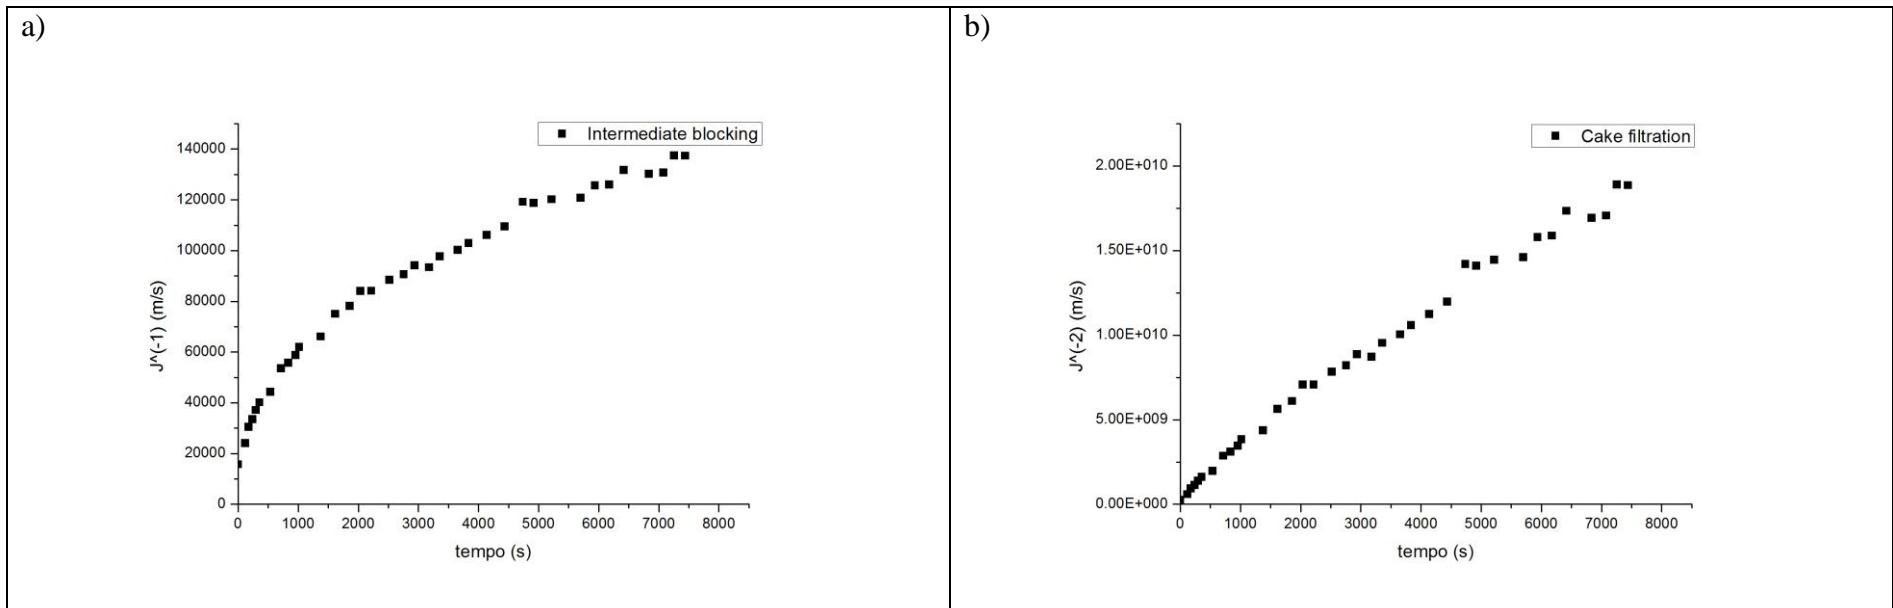 a)
Intermediate blocking
140000
120000
100000
80000
60000
40000
20000
0
J^(-1) (m/s)
0 1000 2000 3000 4000 5000 6000 7000 8000
tempo (s)
b)
Cake filtration
2.00E+010
1.50E+010
1.00E+010
5.00E+009
0.00E+000
J^(-2) (m/s)
0 1000 2000 3000 4000 5000 6000 7000 8000
tempo (s)